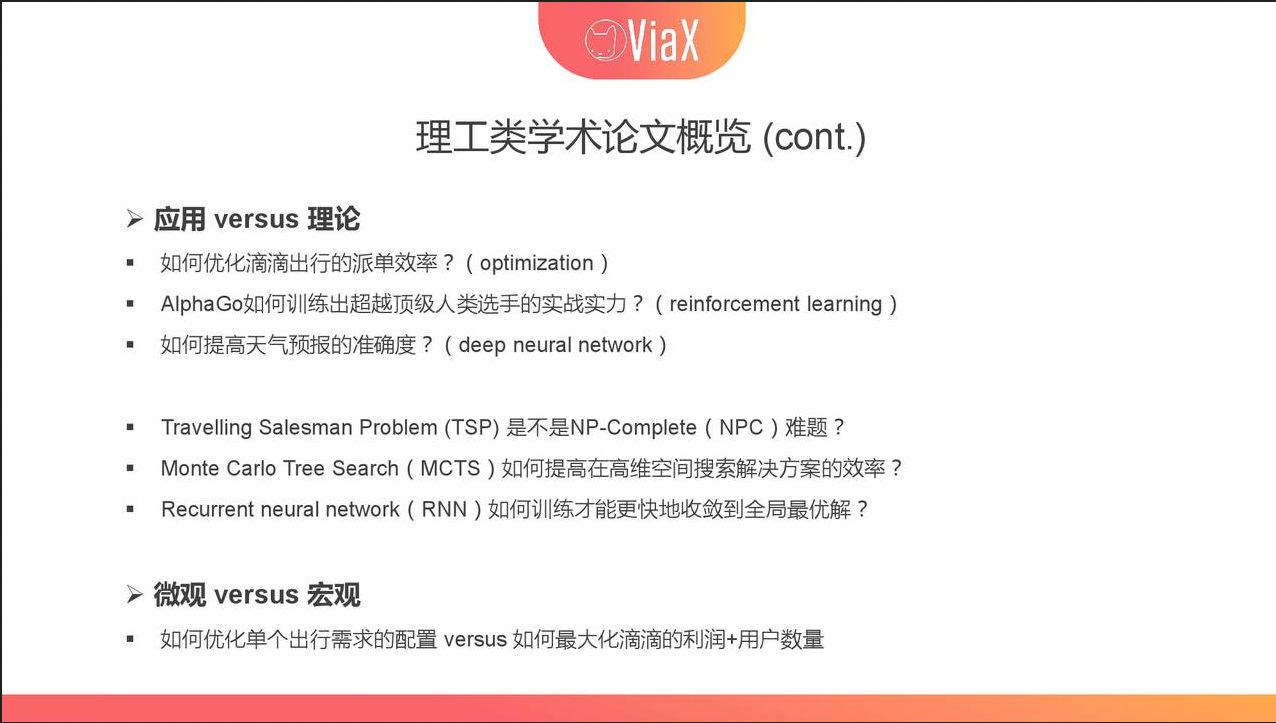 ViaX
理工类学术论文概览 (cont.)
➢ 应用 versus 理论
▪ 如何优化滴滴出行的派单效率？（optimization）
▪ AlphaGo如何训练出超越顶级人类选手的实战实力？（reinforcement learning）
▪ 如何提高天气预报的准确度？（deep neural network）
▪ Travelling Salesman Problem (TSP) 是不是NP-Complete（NPC）难题？
▪ Monte Carlo Tree Search（MCTS）如何提高在高维空间搜索解决方案的效率？
▪ Recurrent neural network（RNN）如何训练才能更快地收敛到全局最优解？
➢ 微观 versus 宏观
▪ 如何优化单个出行需求的配置 versus 如何最大化滴滴的利润+用户数量